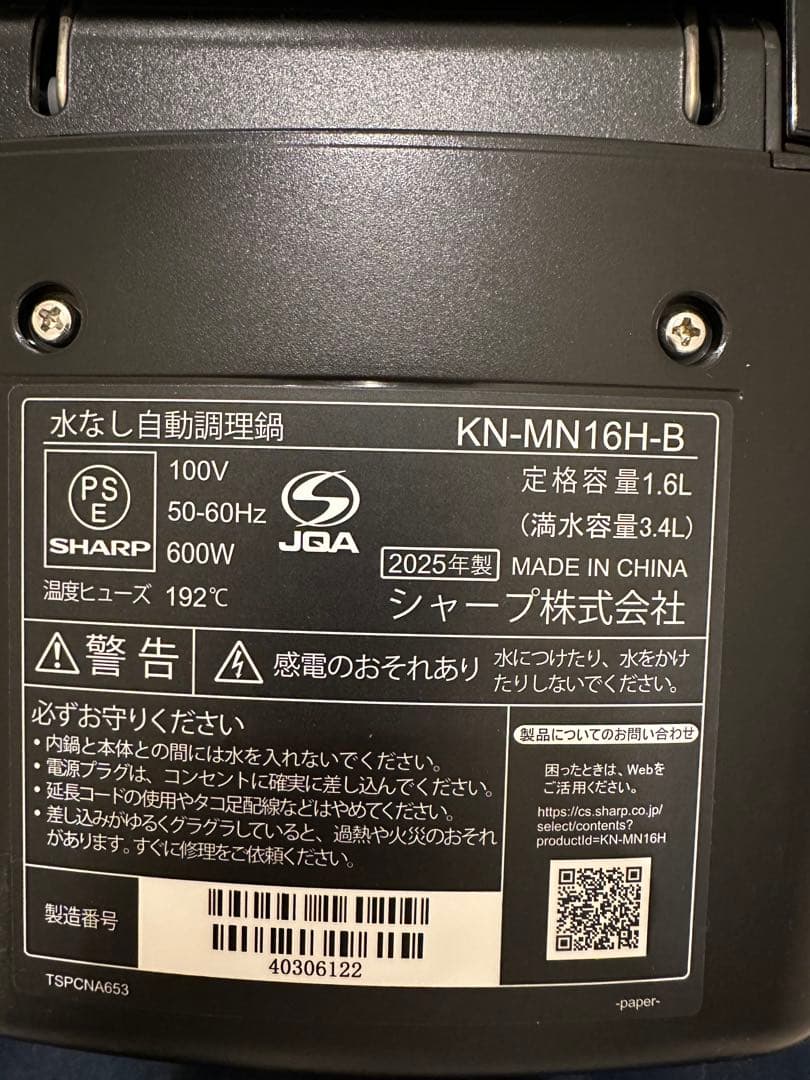 水なし自動調理鍋 KN-MN16H-B
PS
E
SHARP
100V
50-60Hz
600W
JQA
定格容量1.6L
(満水容量3.4L)
2025年製 MADE IN CHINA
温度ヒューズ 192℃
シャープ株式会社
警告
感電のおそれあり
水につけたり、水をかけ
たりしないでください。
必ずお守りください
・内鍋と本体との間には水を入れないでください。
・電源プラグは、コンセントに確実に差し込んでください。
・延長コードの使用やタコ足配線などはやめてください。
・差し込みがゆるくグラグラしていると、過熱や火災のおそれ
があります。すぐに修理をご依頼ください。
製品についてのお問い合わせ
困ったときは、Webを
ご活用ください。
https://cs.sharp.co.jp/
select/contents?
productId=KN-MN16H
製造番号
40306122
TSPCNA653
-paper-